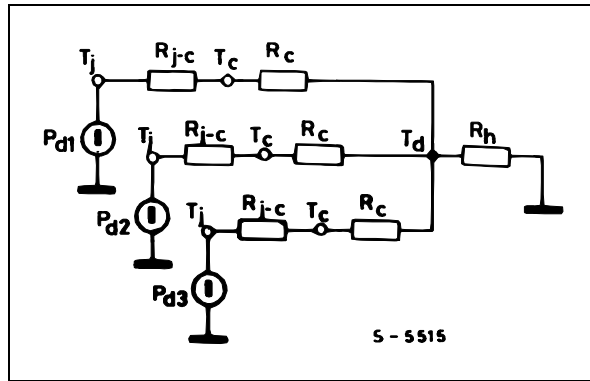 Tj Rj-c Tc Rc
Pd1 Tj Rj-c Tc Rc Td Rh
Pd2 Tj Rj-c Tc Rc
Pd3
S-5515